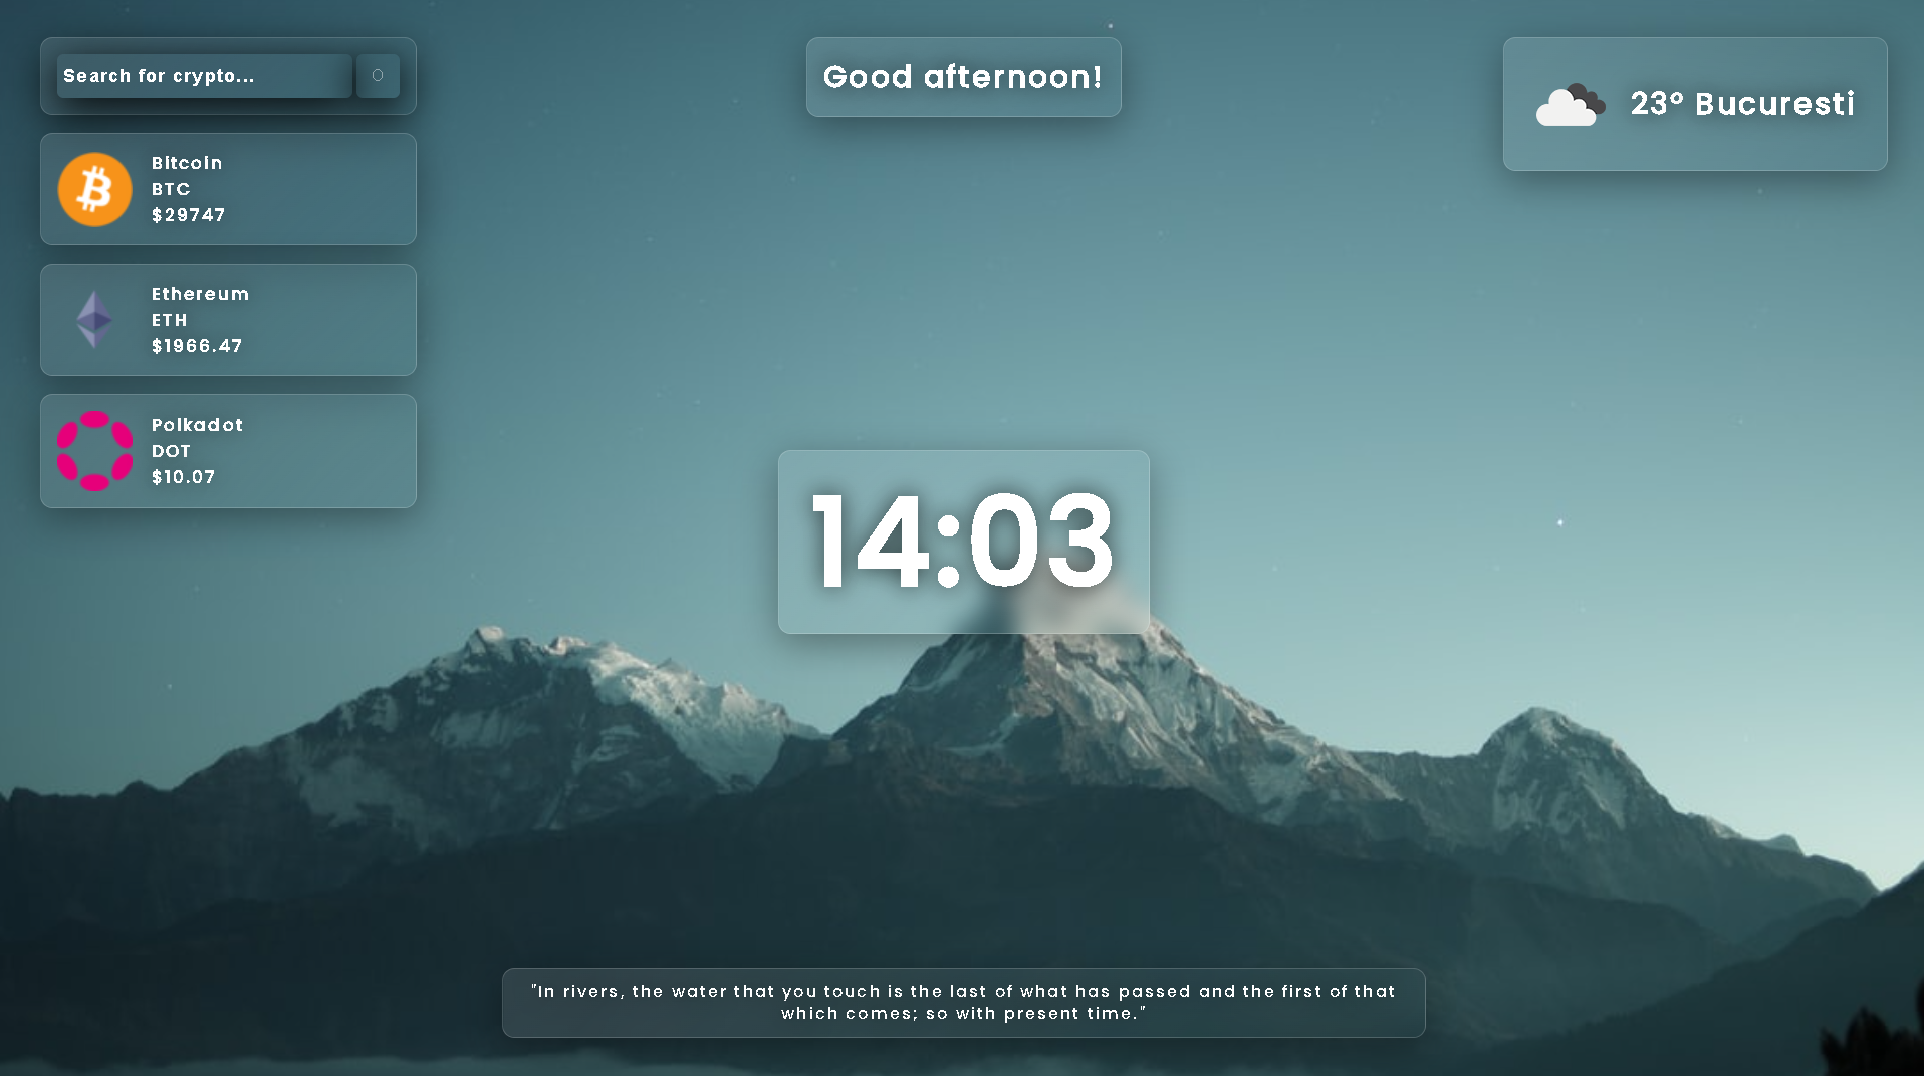 Search for crypto...
Bitcoin
BTC
$29747
Ethereum
ETH
$1966.47
Polkadot
DOT
$10.07
Good afternoon!
23° Bucuresti
14:03
"In rivers, the water that you touch is the last of what has passed and the first of that
which comes; so with present time."